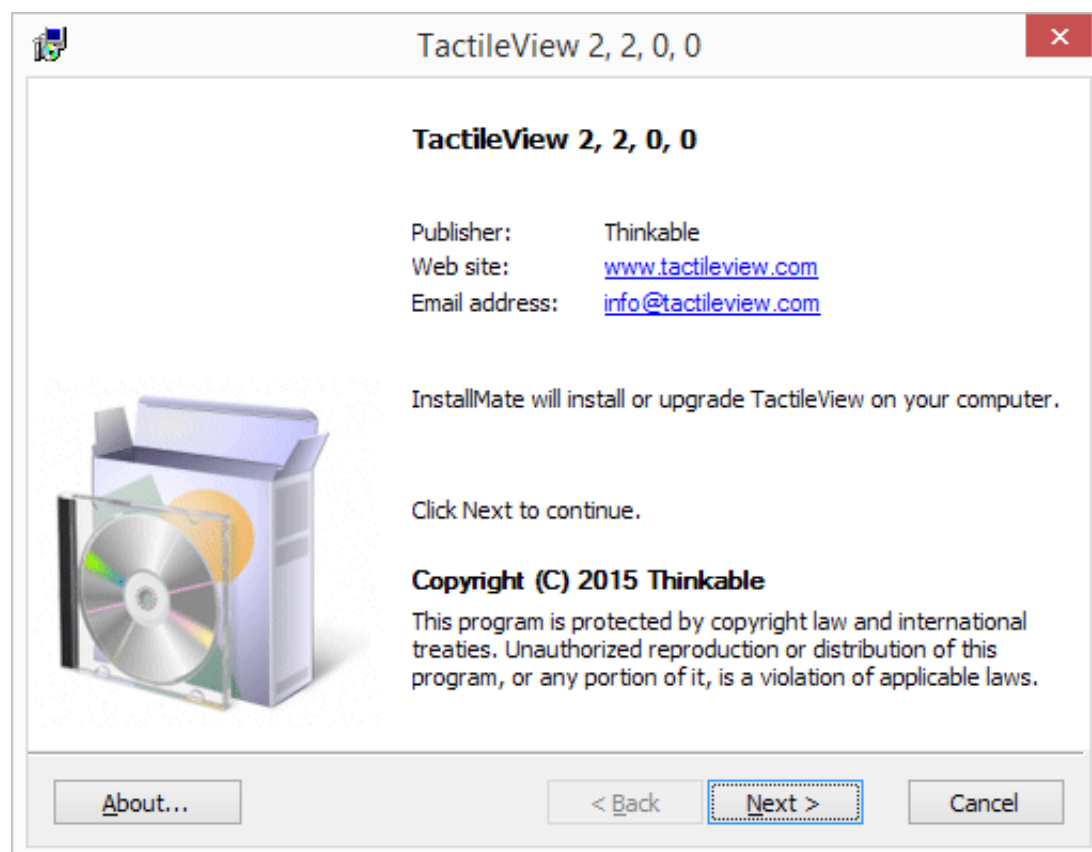 TactileView 2, 2, 0, 0
TactileView 2, 2, 0, 0
Publisher: Thinkable
Web site: www.tactileview.com
Email address: info@tactileview.com
InstallMate will install or upgrade TactileView on your computer.
Click Next to continue.
Copyright (C) 2015 Thinkable
This program is protected by copyright law and international
treaties. Unauthorized reproduction or distribution of this
program, or any portion of it, is a violation of applicable laws.
About... < Back Next > Cancel